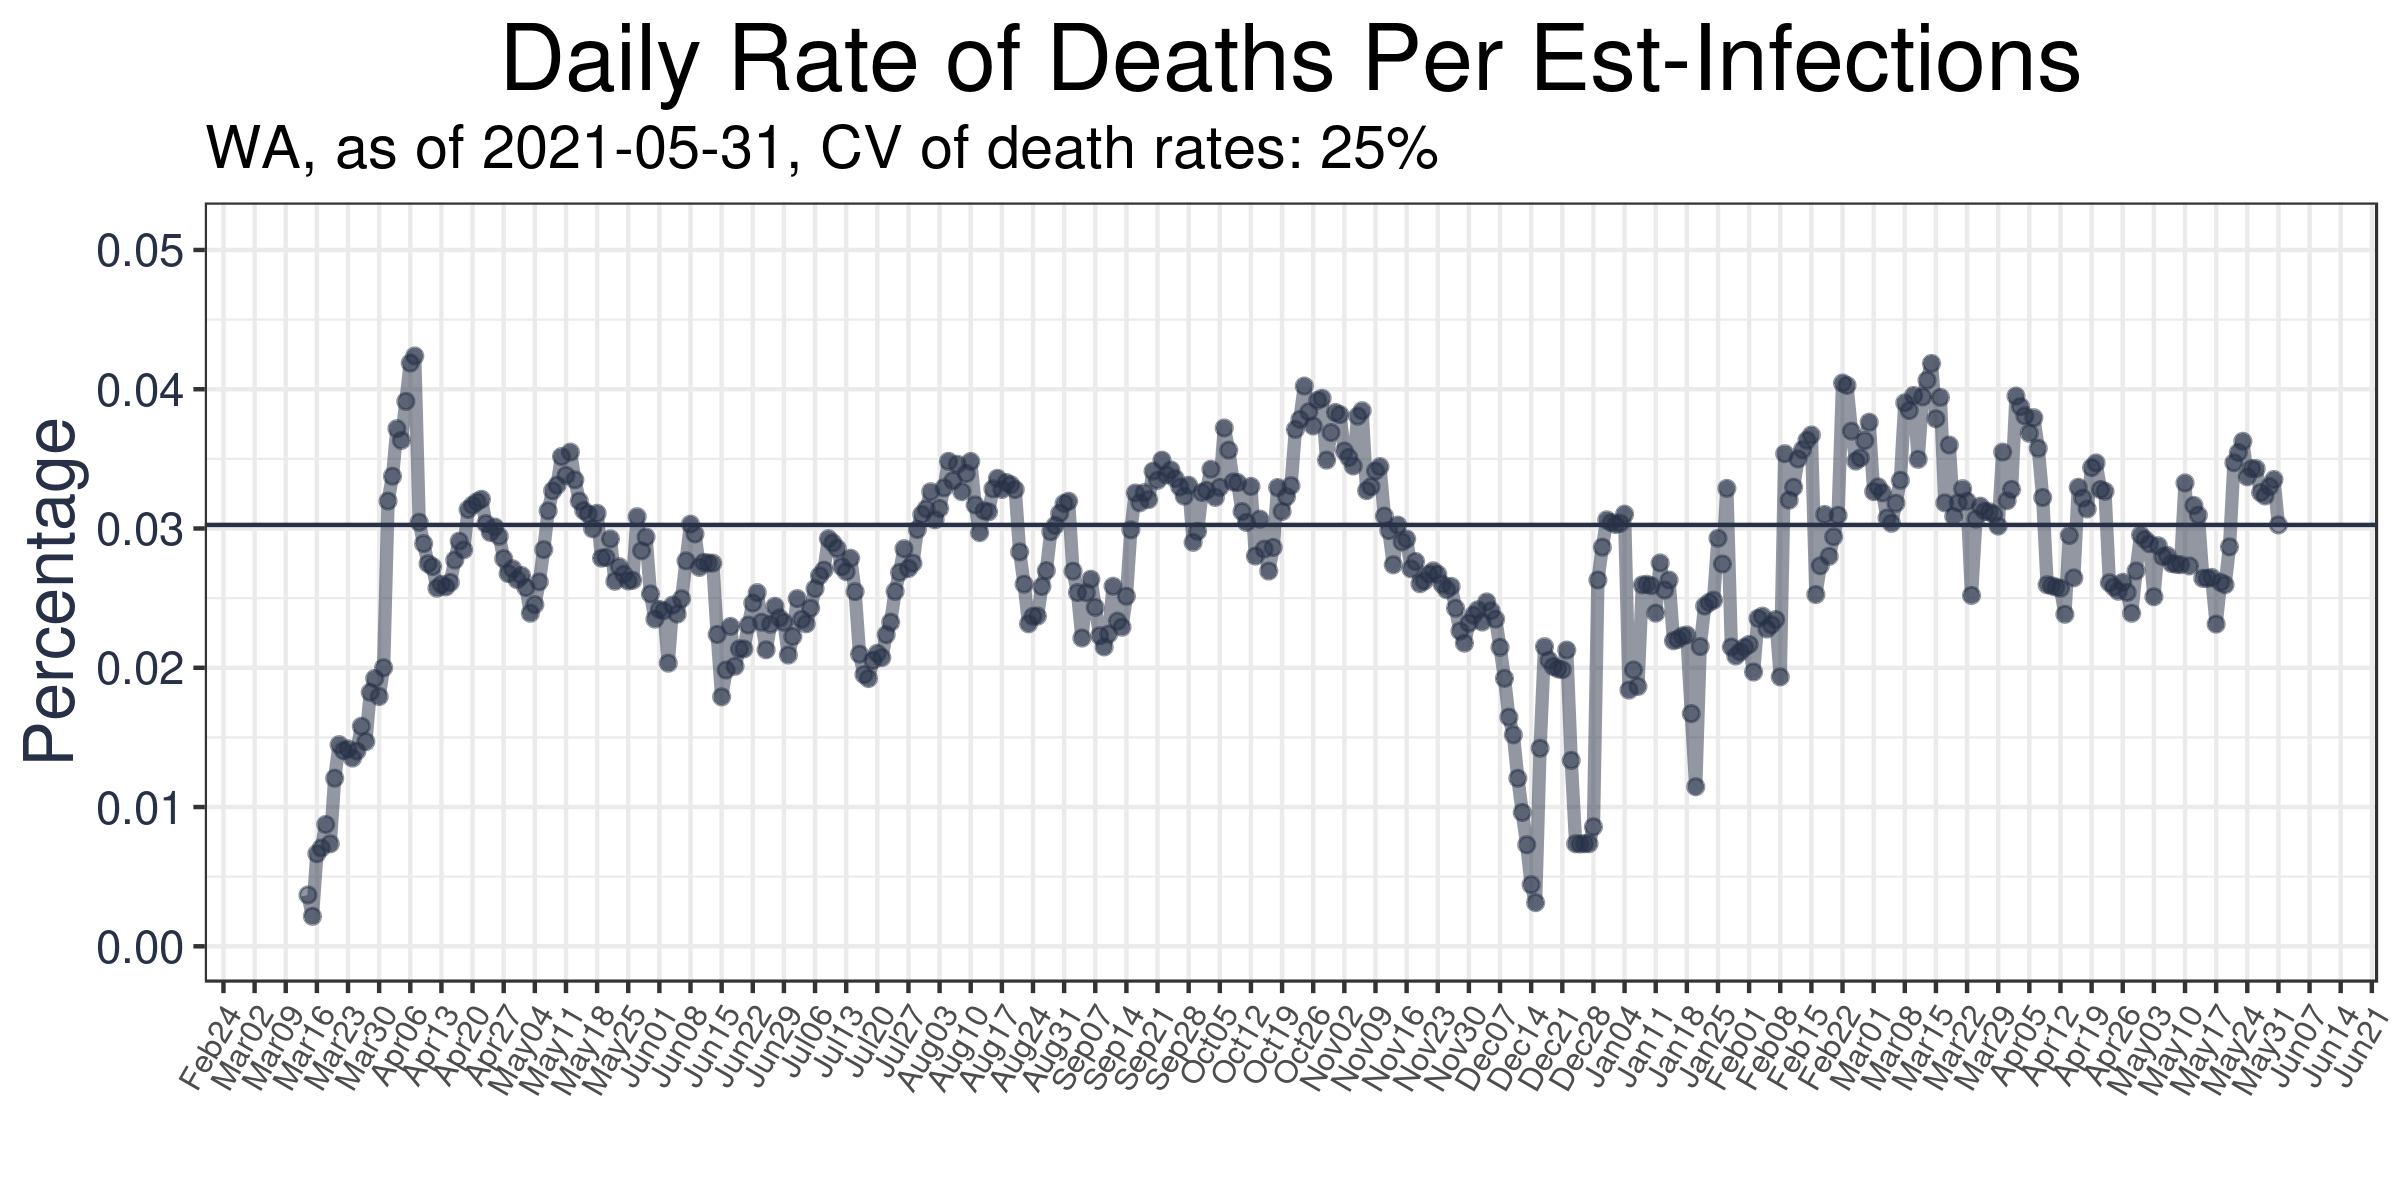 Daily Rate of Deaths Per Est-Infections
WA, as of 2021-05-31, CV of death rates: 25%
Percentage
0.05
0.04
0.03
0.02
0.01
0.00
Feb24
Mar02
Mar09
Mar16
Mar23
Mar30
Apr06
Apr13
Apr20
Apr27
May04
May11
May18
May25
Jun01
Jun08
Jun15
Jun22
Jun29
Jul06
Jul13
Jul20
Jul27
Aug03
Aug10
Aug17
Aug24
Aug31
Sep07
Sep14
Sep21
Sep28
Oct05
Oct12
Oct19
Oct26
Nov02
Nov09
Nov16
Nov23
Nov30
Dec07
Dec14
Dec21
Dec28
Jan04
Jan11
Jan18
Jan25
Feb01
Feb08
Feb15
Feb22
Mar01
Mar08
Mar15
Mar22
Mar29
Apr05
Apr12
Apr19
Apr26
May03
May10
May17
May24
May31
Jun07
Jun14
Jun21